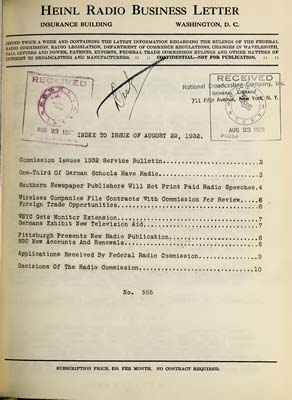 HEINL RADIO BUSINESS LETTER
INSURANCE BUILDING WASHINGTON, D. C.
ISSUED TWICE A WEEK AND CONTAINING THE LATEST INFORMATION REGARDING THE RULINGS OF THE FEDERAL
RADIO COMMISSION, RADIO LEGISLATION, DEPARTMENT OF COMMERCE REGULATIONS, CHANGES IN WAVELENGTH,
CALL LETTERS AND POWER, PATENTS, EXPORTS, FEDERAL TRADE COMMISSION RULINGS AND OTHER MATTERS OF
INTEREST TO BROADCASTERS AND MANUFACTURERS. :: :: CONFIDENTIAL—NOT FOR PUBLICATION. :: ::
RECEIVED
AUG 23
RECEIVED
AUG 23
National Broadcasting Company, Inc.
General Library
711 Fifth Avenue, New York, N. Y.
INDEX TO ISSUE OF AUGUST 22, 1932.
Commission Issues 1932 Service Bulletin 2
One-Third Of German Schools Have Radio 3
Southern Newspaper Publishers Will Not Print Paid Radio Speeches. 4
Wireless Companies File Contracts With Commission For Review
Foreign Trade Opportunities 6
WNYC Gets Monitor Extension 7
Germans Exhibit New Television Aid 7
Pittsburgh Presents New Radio Publication 8
NBC New Accounts And Renewals 8
Applications Received By Federal Radio Commission 9
Decisions Of The Radio Commission 10
No. 555
SUBSCRIPTION PRICE, $10. PER MONTH. NO CONTRACT REQUIRED.